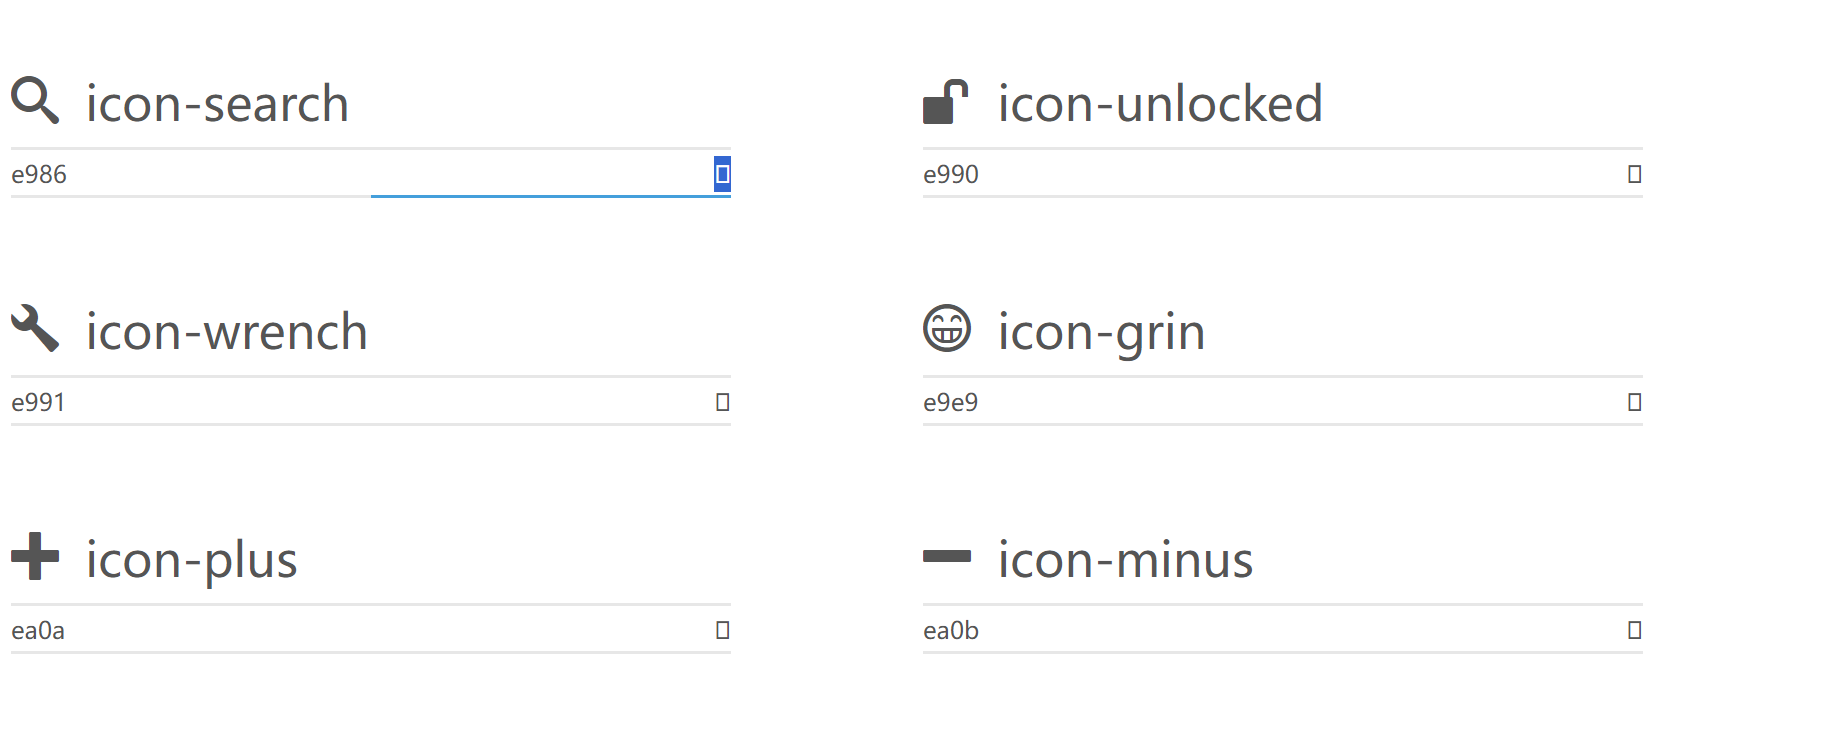 icon-search
e986
icon-unlocked
e990
icon-wrench
e991
icon-grin
e9e9
icon-plus
ea0a
icon-minus
ea0b